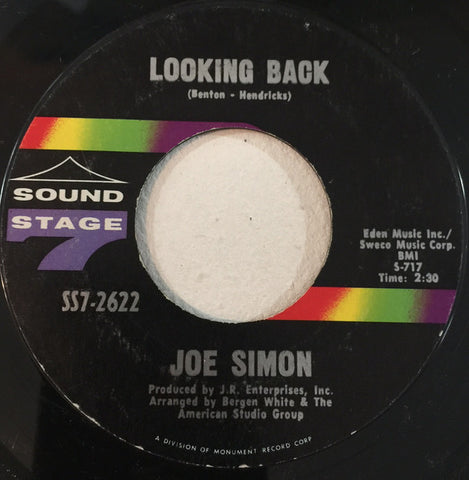 LOOKING BACK
(Benton - Hendricks)
SOUND
STAGE
7
SS7-2622
Eden Music Inc./
Sweco Music Corp.
BMI
S-717
Time: 2:30
JOE SIMON
Produced by J.R. Enterprises, Inc.
Arranged by Bergen White & The
American Studio Group
A DIVISION OF MONUMENT RECORD CORP